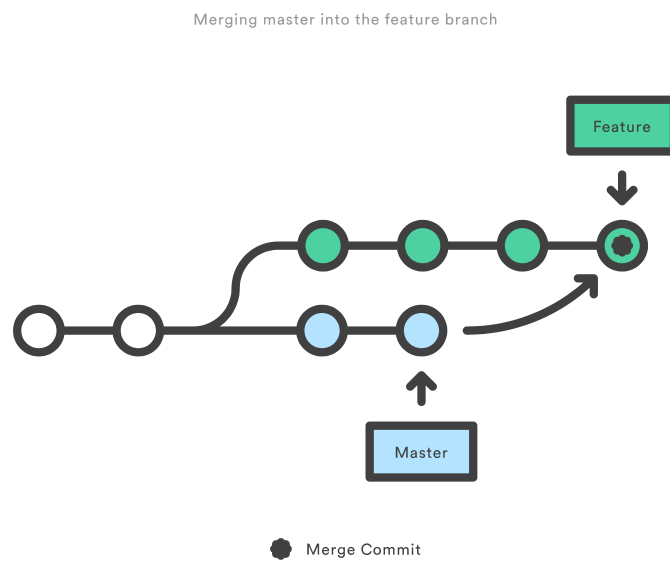 Merging master into the feature branch
Feature
Master
Merge Commit